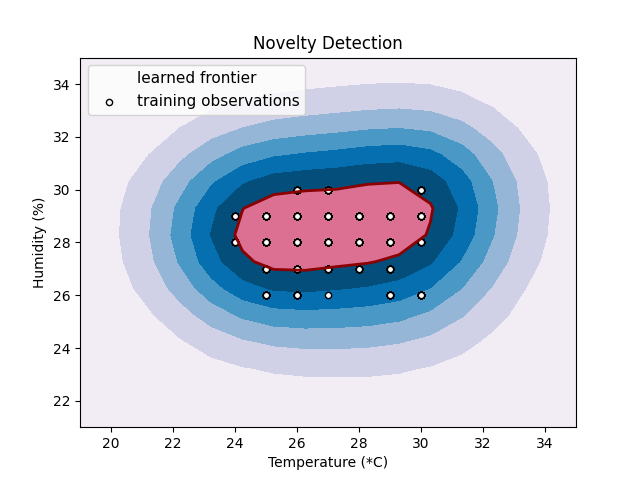 Novelty Detection
learned frontier
training observations
34
32
30
28
26
24
22
Humidity (%)
20 22 24 26 28 30 32 34
Temperature (*C)